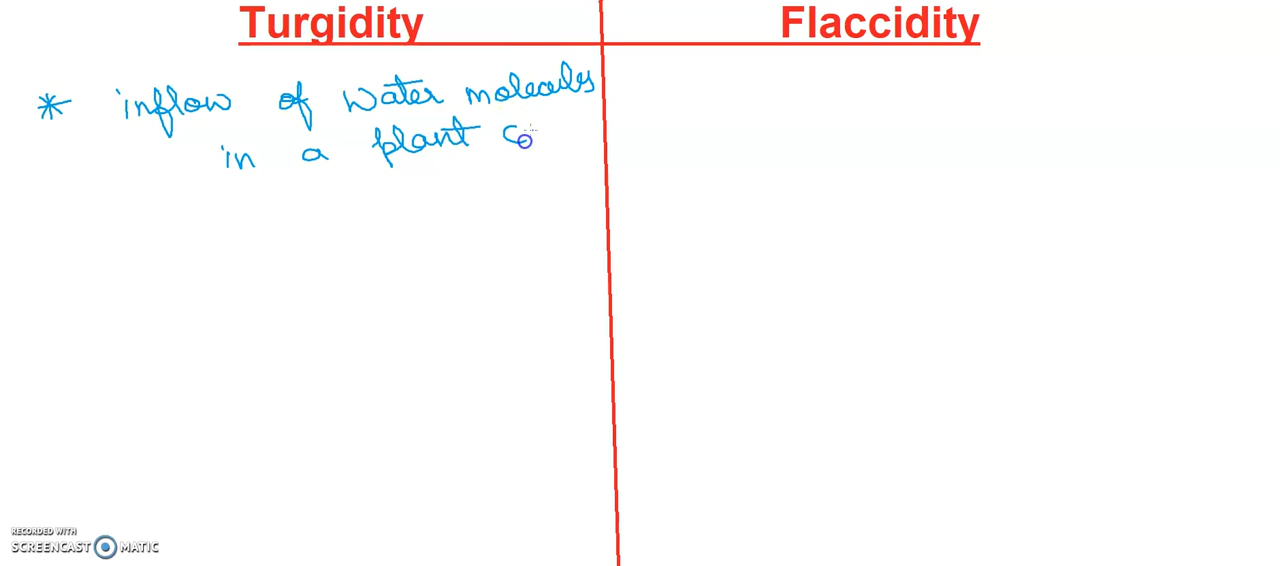 Turgidity Flaccidity
* inflow of water molecules
in a plant c
RECORDED WITH
SCREENCAST MATIC